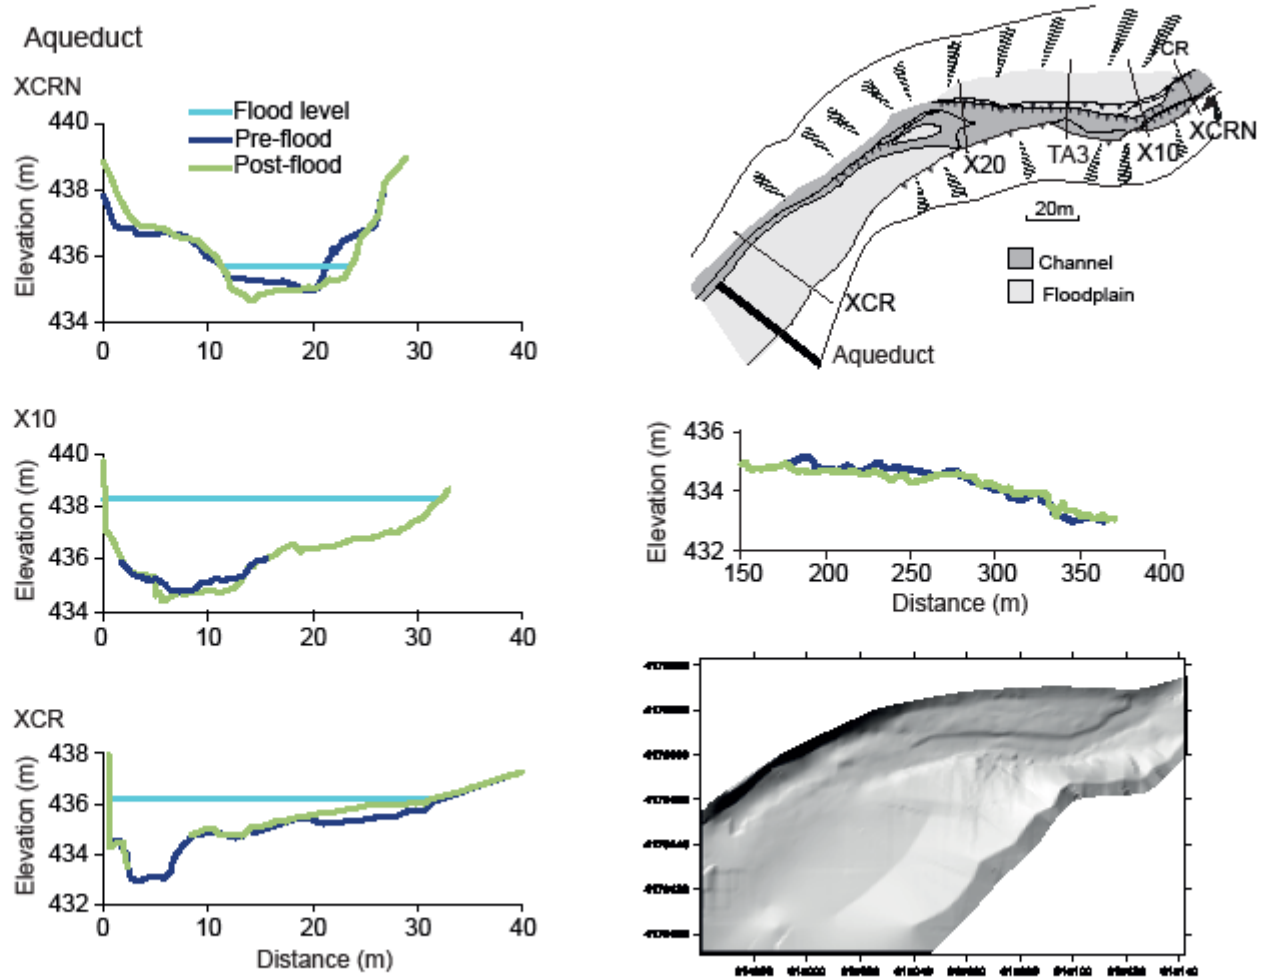 Aqueduct
XCRN
Flood level
Pre-flood
Post-flood
Elevation (m)
440
438
436
434
0 10 20 30 40
X10
Elevation (m)
440
438
436
434
0 10 20 30 40
XCR
Elevation (m)
438
436
434
432
0 10 20 30 40
Distance (m)
CR
XCRN
X20
TA3
X10
20m
Channel
Floodplain
XCR
Aqueduct
Elevation (m)
436
434
432
150 200 250 300 350 400
Distance (m)